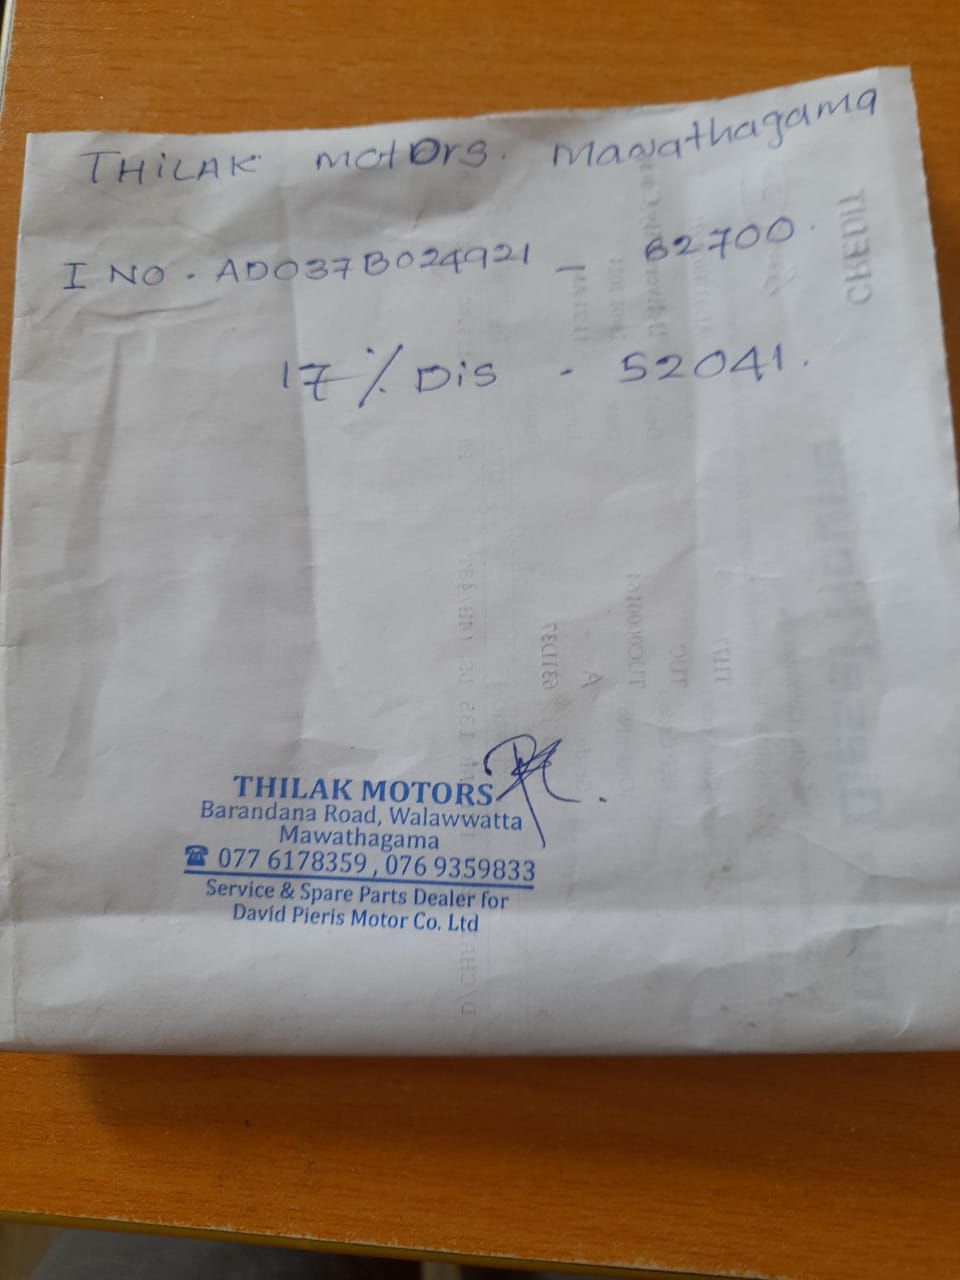 THILAK MOTORS. Mawathagama
I NO - AD037B024921 - 62700.
17% DIS - 52041.
THILAK MOTORS
Barandana Road, Walawwatta
Mawathagama
☎ 077 6178359, 076 9359833
Service & Spare Parts Dealer for
David Pieris Motor Co. Ltd
CREDIT